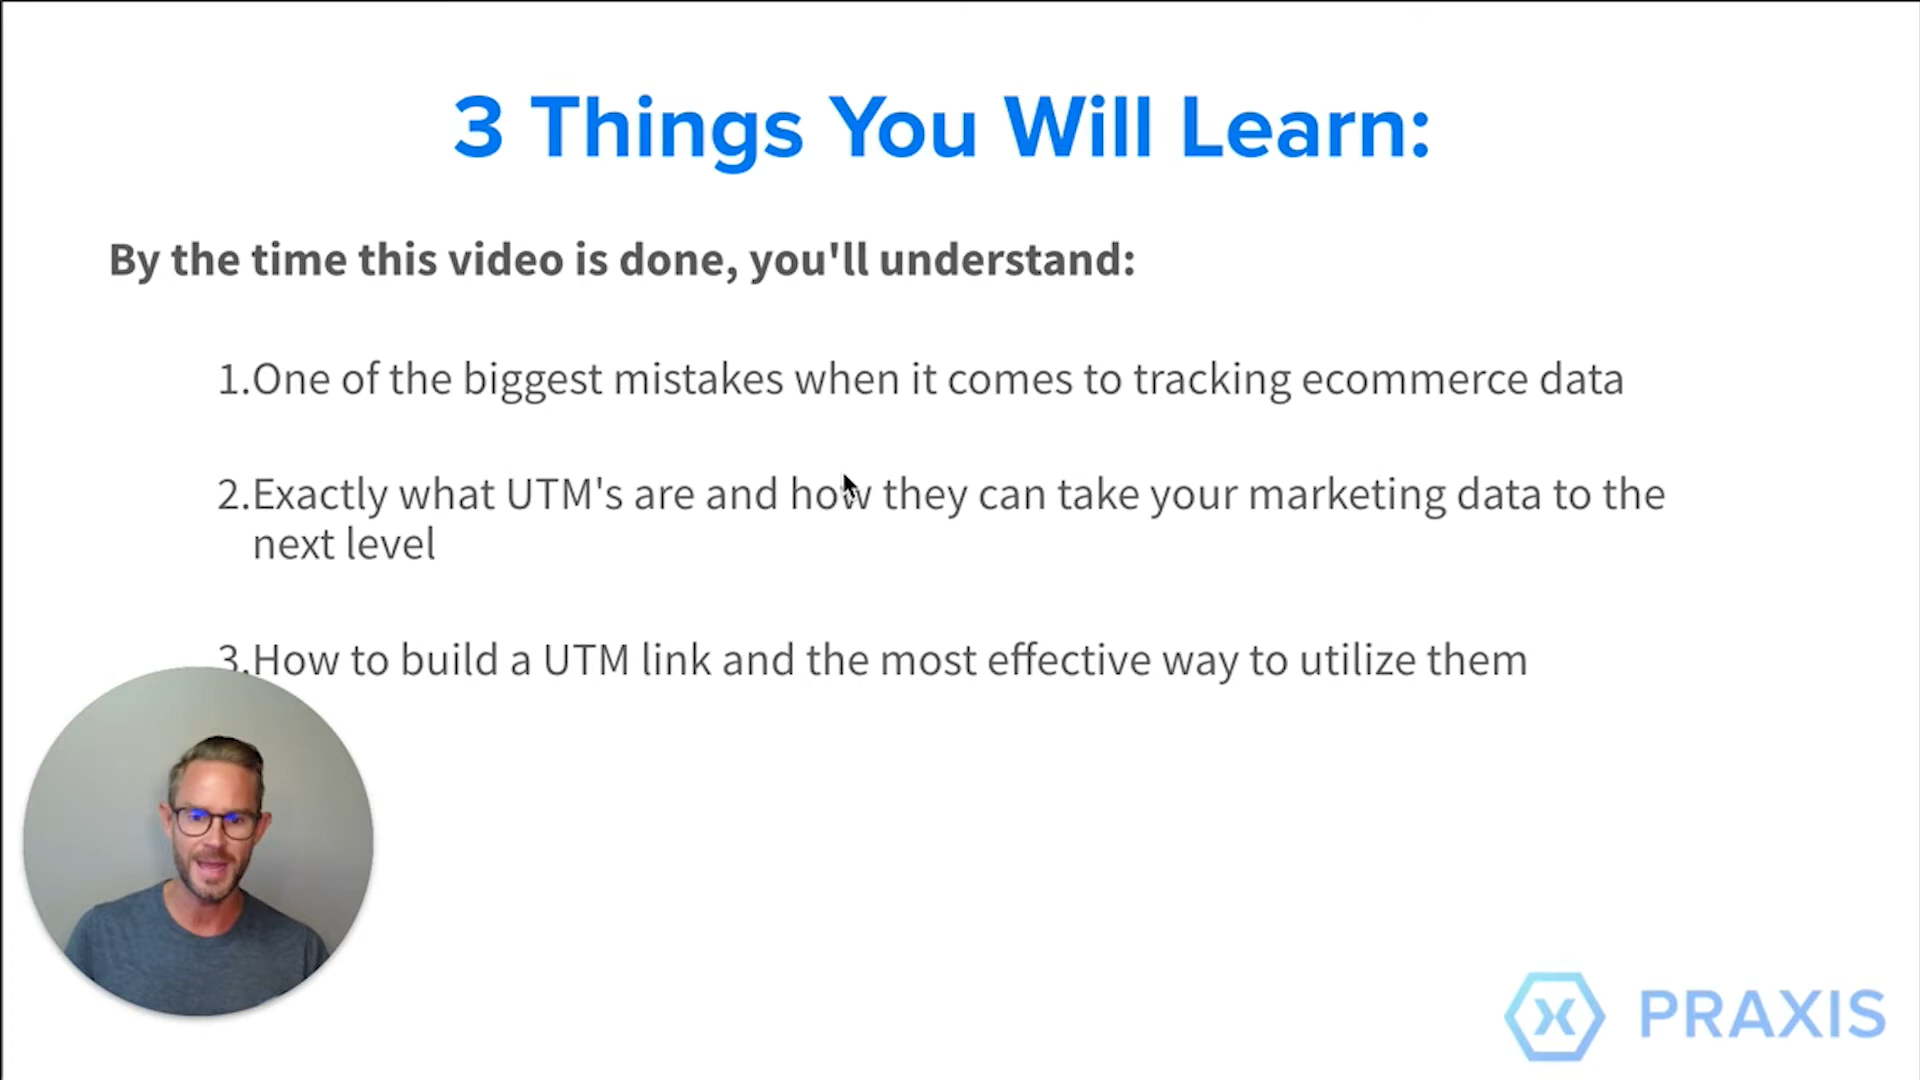 3 Things You Will Learn:
By the time this video is done, you'll understand:
1.One of the biggest mistakes when it comes to tracking ecommerce data
2.Exactly what UTM's are and how they can take your marketing data to the
next level
3.How to build a UTM link and the most effective way to utilize them
PRAXIS